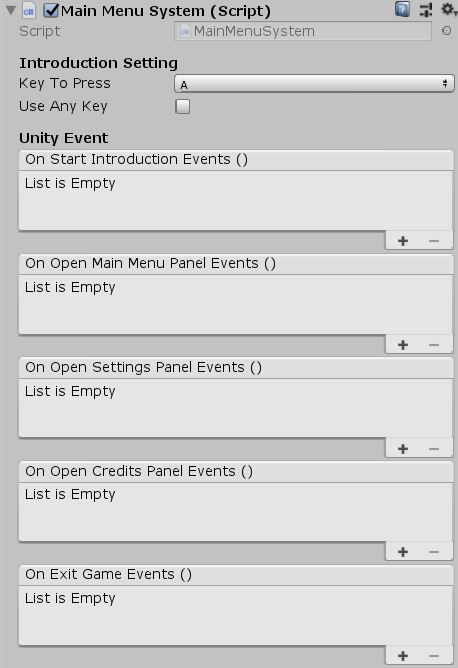 Main Menu System (Script)
Script MainMenuSystem
Introduction Setting
Key To Press A
Use Any Key
Unity Event
On Start Introduction Events ()
List is Empty
+ −
On Open Main Menu Panel Events ()
List is Empty
+ −
On Open Settings Panel Events ()
List is Empty
+ −
On Open Credits Panel Events ()
List is Empty
+ −
On Exit Game Events ()
List is Empty
+ −